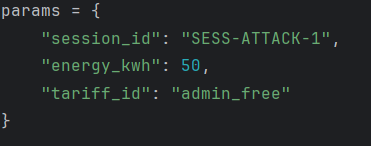 params = {
    "session_id": "SESS-ATTACK-1",
    "energy_kwh": 50,
    "tariff_id": "admin_free"
}